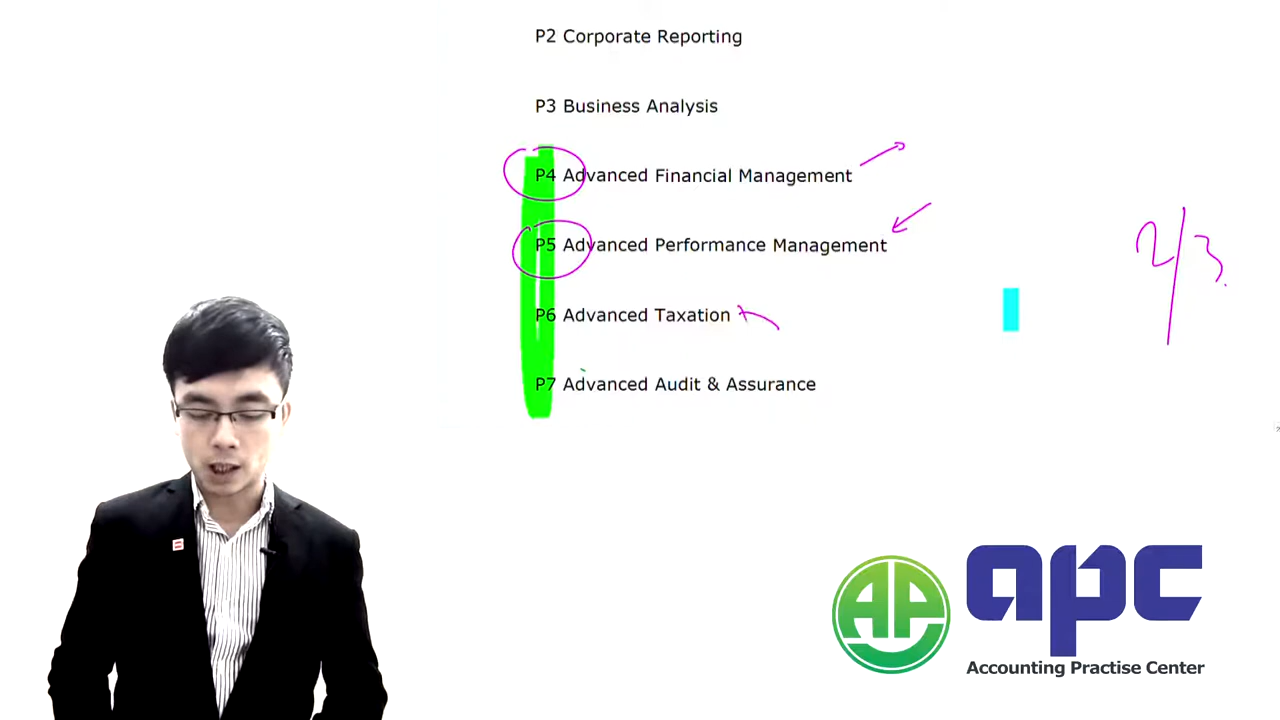 P2 Corporate Reporting
P3 Business Analysis
P4 Advanced Financial Management
P5 Advanced Performance Management
P6 Advanced Taxation
P7 Advanced Audit & Assurance
2/3
AP
apc
Accounting Practise Center